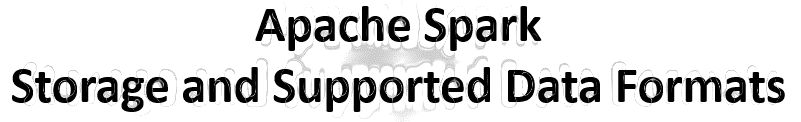 Apache Spark
Storage and Supported Data Formats